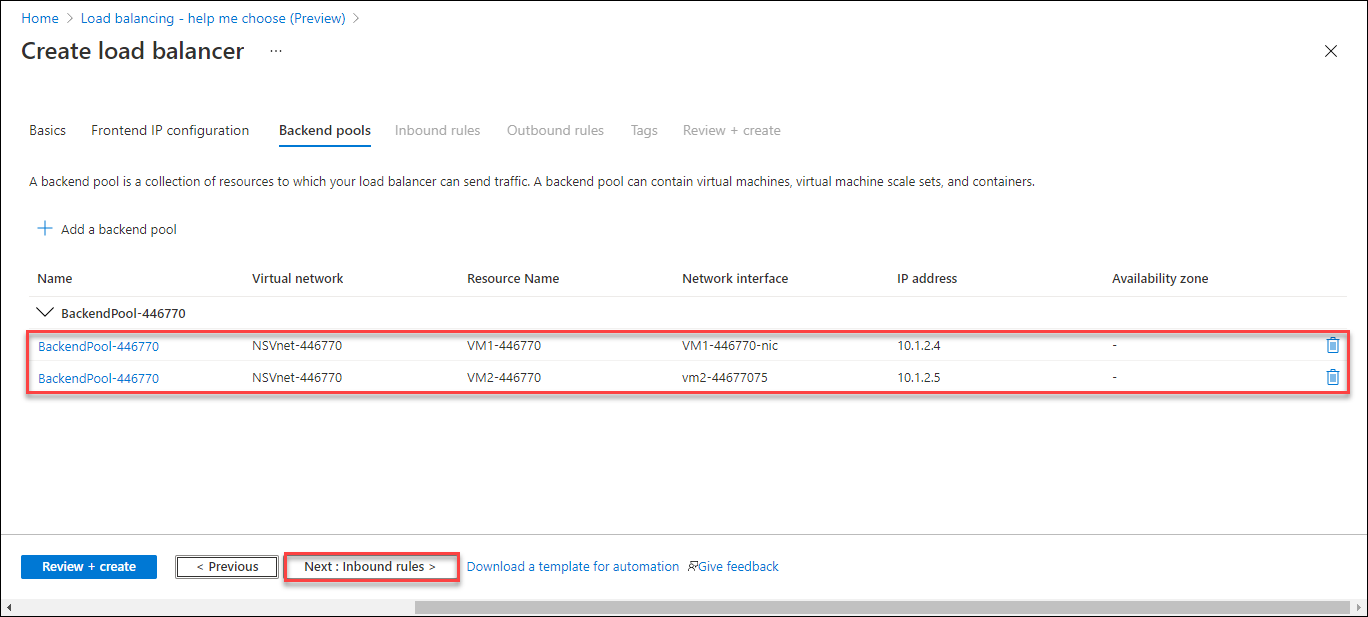 Home > Load balancing - help me choose (Preview) >
Create load balancer ...
Basics Frontend IP configuration Backend pools Inbound rules Outbound rules Tags Review + create
A backend pool is a collection of resources to which your load balancer can send traffic. A backend pool can contain virtual machines, virtual machine scale sets, and containers.
+ Add a backend pool
Name Virtual network Resource Name Network interface IP address Availability zone
BackendPool-446770
BackendPool-446770 NSVnet-446770 VM1-446770 VM1-446770-nic 10.1.2.4 -
BackendPool-446770 NSVnet-446770 VM2-446770 vm2-44677075 10.1.2.5 -
Review + create < Previous Next : Inbound rules > Download a template for automation Give feedback